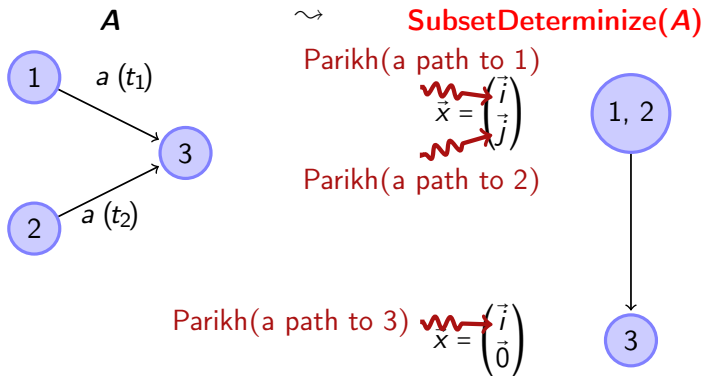 A ⇝ SubsetDeterminize(A)
1
a (t₁)
3
2
a (t₂)
Parikh(a path to 1)
x⃗ = (i⃗
j⃗)
Parikh(a path to 2)
1, 2
Parikh(a path to 3)
x⃗ = (i⃗
0⃗)
3